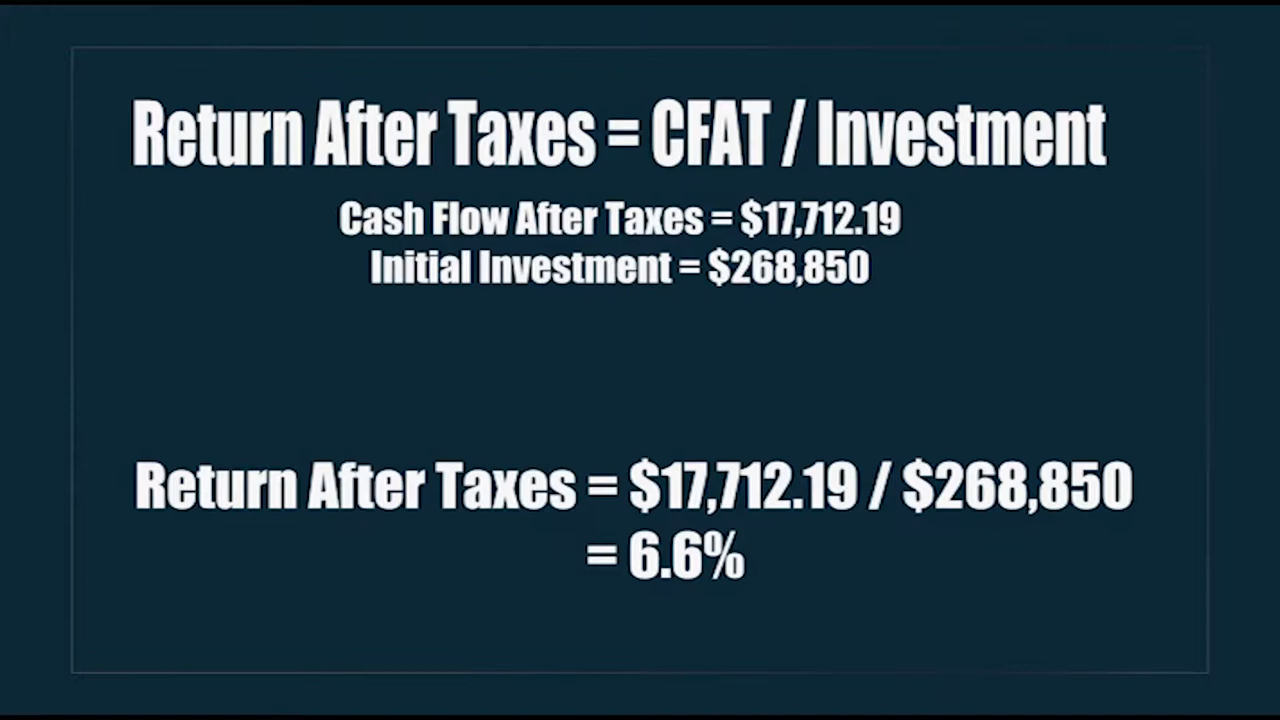 Return After Taxes = CFAT / Investment
Cash Flow After Taxes = $17,712.19
Initial Investment = $268,850
Return After Taxes = $17,712.19 / $268,850
= 6.6%